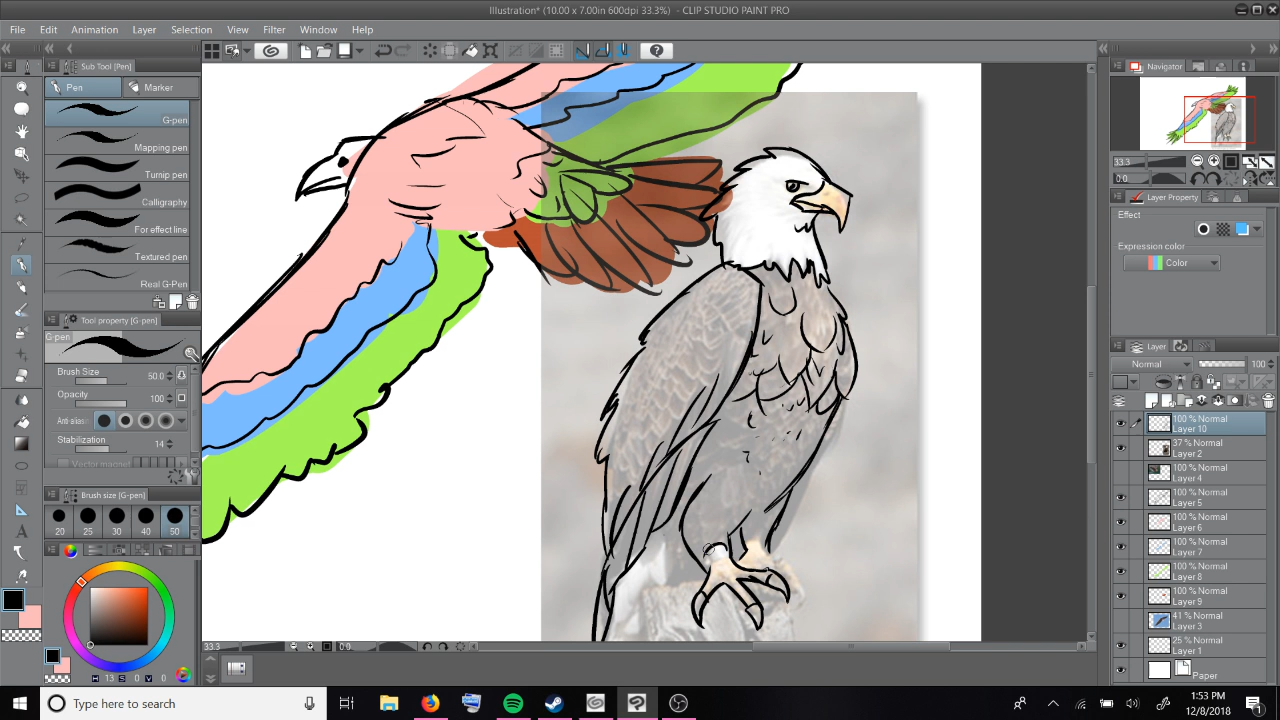 Illustration* (10.00 x 7.00in 600dpi 33.3%) - CLIP STUDIO PAINT PRO
File Edit Animation Layer Selection View Filter Window Help
Sub Tool [Pen]
Pen Marker
G-pen
Mapping pen
Turnip pen
Calligraphy
For effect line
Textured pen
Real G-Pen
Tool property [G-pen]
G-pen
Brush Size 50.0
Opacity 100
Anti-alias
Stabilization 14
Vector magnet
Brush size [G-pen]
20 25 30 40 50
H 13 S 0 V 0
33.3 0.0
Navigator
33.3
0.0
Layer Property
Effect
Expression color
Color
Layer
Normal 100
100 % Normal
Layer 10
37 % Normal
Layer 2
100 % Normal
Layer 4
100 % Normal
Layer 5
100 % Normal
Layer 6
100 % Normal
Layer 7
100 % Normal
Layer 8
100 % Normal
Layer 9
41 % Normal
Layer 3
25 % Normal
Layer 1
Paper
Type here to search
1:53 PM
12/8/2018